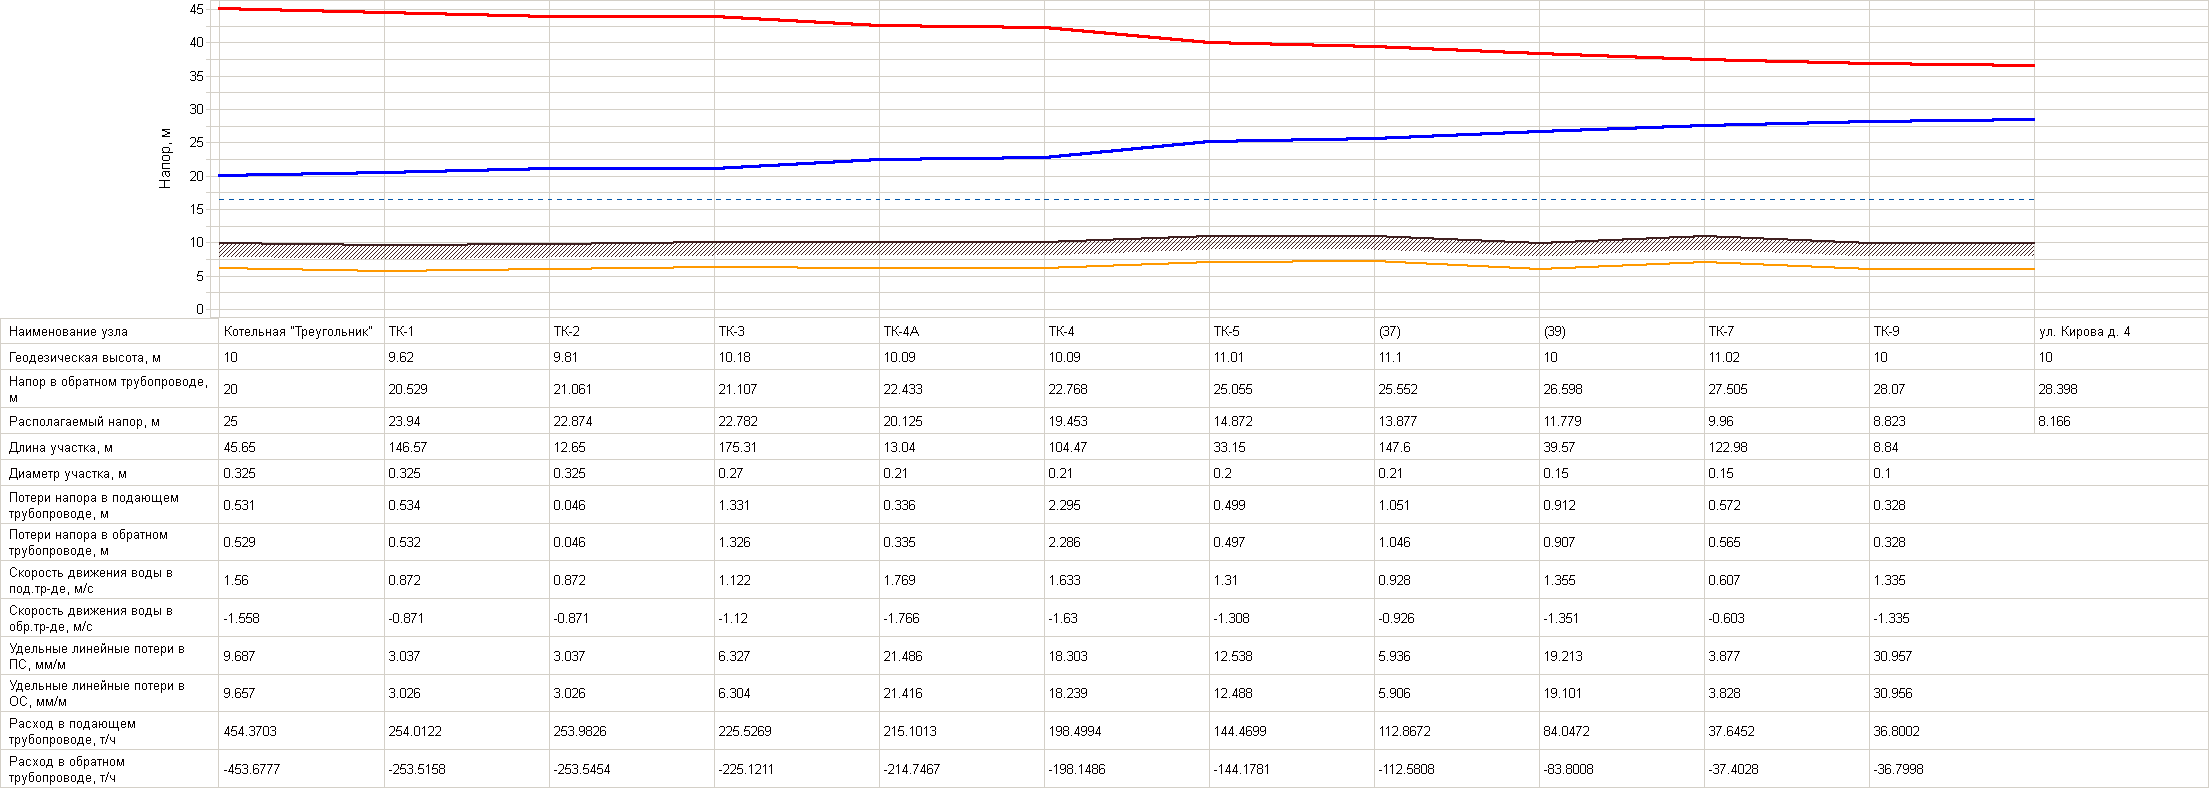 45
40
35
30
25
20
15
10
5
0
Напор, м
Наименование узла Котельная "Треугольник" ТК-1 ТК-2 ТК-3 ТК-4А ТК-4 ТК-5 (37) (39) ТК-7 ТК-9 ул. Кирова д. 4
Геодезическая высота, м 10 9.62 9.81 10.18 10.09 10.09 11.01 11.1 10 11.02 10 10
Напор в обратном трубопроводе,
м 20 20.529 21.061 21.107 22.433 22.768 25.055 25.552 26.598 27.505 28.07 28.398
Располагаемый напор, м 25 23.94 22.874 22.782 20.125 19.453 14.872 13.877 11.779 9.96 8.823 8.166
Длина участка, м 45.65 146.57 12.65 175.31 13.04 104.47 33.15 147.6 39.57 122.98 8.84
Диаметр участка, м 0.325 0.325 0.325 0.27 0.21 0.21 0.2 0.21 0.15 0.15 0.1
Потери напора в подающем
трубопроводе, м 0.531 0.534 0.046 1.331 0.336 2.295 0.499 1.051 0.912 0.572 0.328
Потери напора в обратном
трубопроводе, м 0.529 0.532 0.046 1.326 0.335 2.286 0.497 1.046 0.907 0.565 0.328
Скорость движения воды в
под.тр-де, м/с 1.56 0.872 0.872 1.122 1.769 1.633 1.31 0.928 1.355 0.607 1.335
Скорость движения воды в
обр.тр-де, м/с -1.558 -0.871 -0.871 -1.12 -1.766 -1.63 -1.308 -0.926 -1.351 -0.603 -1.335
Удельные линейные потери в
ПС, мм/м 9.687 3.037 3.037 6.327 21.486 18.303 12.538 5.936 19.213 3.877 30.957
Удельные линейные потери в
ОС, мм/м 9.657 3.026 3.026 6.304 21.416 18.239 12.488 5.906 19.101 3.828 30.956
Расход в подающем
трубопроводе, т/ч 454.3703 254.0122 253.9826 225.5269 215.1013 198.4994 144.4699 112.8672 84.0472 37.6452 36.8002
Расход в обратном
трубопроводе, т/ч -453.6777 -253.5158 -253.5454 -225.1211 -214.7467 -198.1486 -144.1781 -112.5808 -83.8008 -37.4028 -36.7998